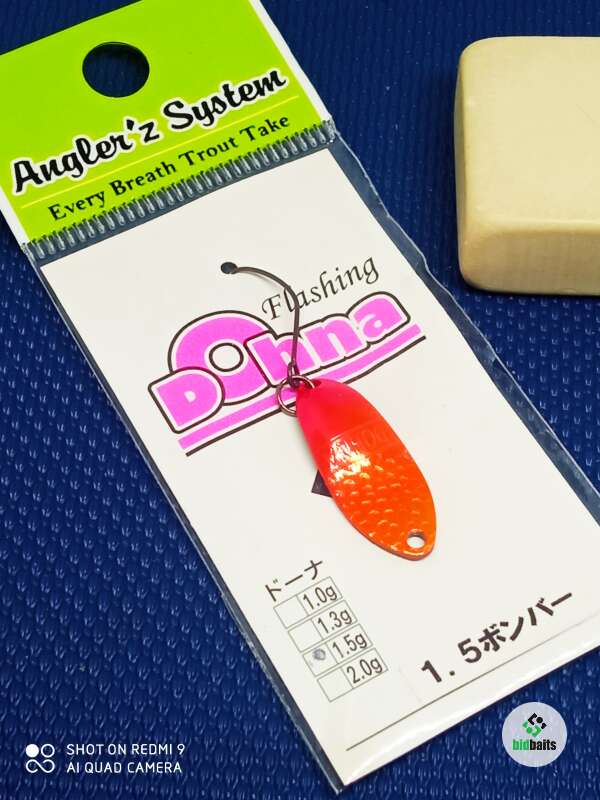 Angler'z System
Every Breath Trout Take
Flashing
Dohna
ドーナ
1.0g
1.3g
1.5g
2.0g
1.5ボンバー
SHOT ON REDMI 9
AI QUAD CAMERA
bidbaits